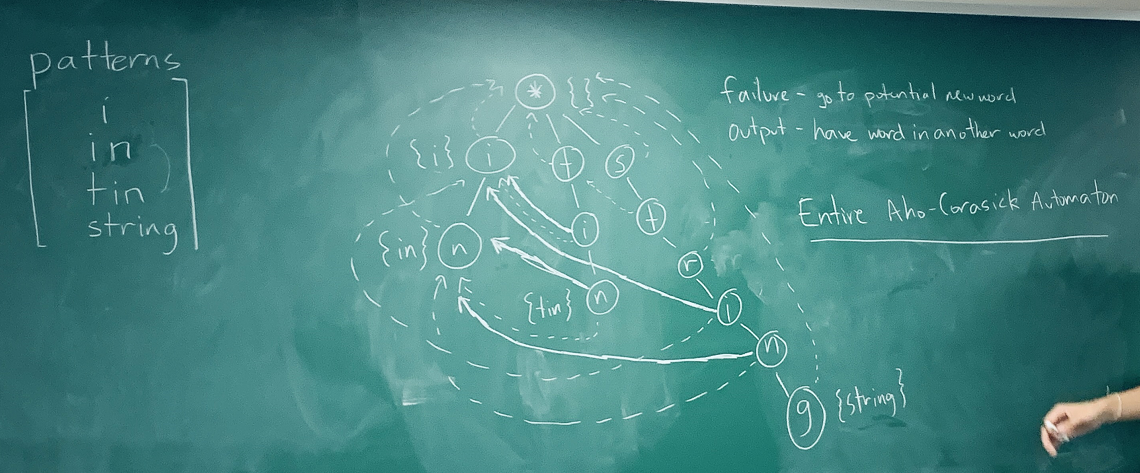 patterns
i
in
tin
string
* { }
{i} i t s
{in} n i t
{tin} n r
i
n
g {string}
failure - go to potential new word
output - have word in another word
Entire Aho-Corasick Automaton